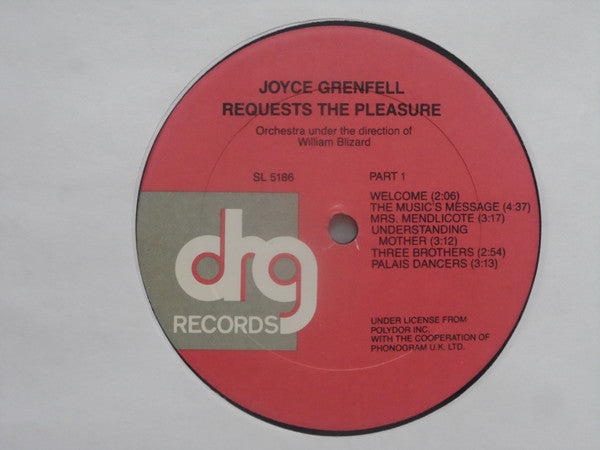 JOYCE GRENFELL
REQUESTS THE PLEASURE
Orchestra under the direction of
William Blizard
SL 5186
PART 1
WELCOME (2:06)
THE MUSIC'S MESSAGE (4:37)
MRS. MENDLICOTE (3:17)
UNDERSTANDING
MOTHER (3:12)
THREE BROTHERS (2:54)
PALAIS DANCERS (3:13)
drg
RECORDS
UNDER LICENSE FROM
POLYDOR INC.
WITH THE COOPERATION OF
PHONOGRAM U.K. LTD.